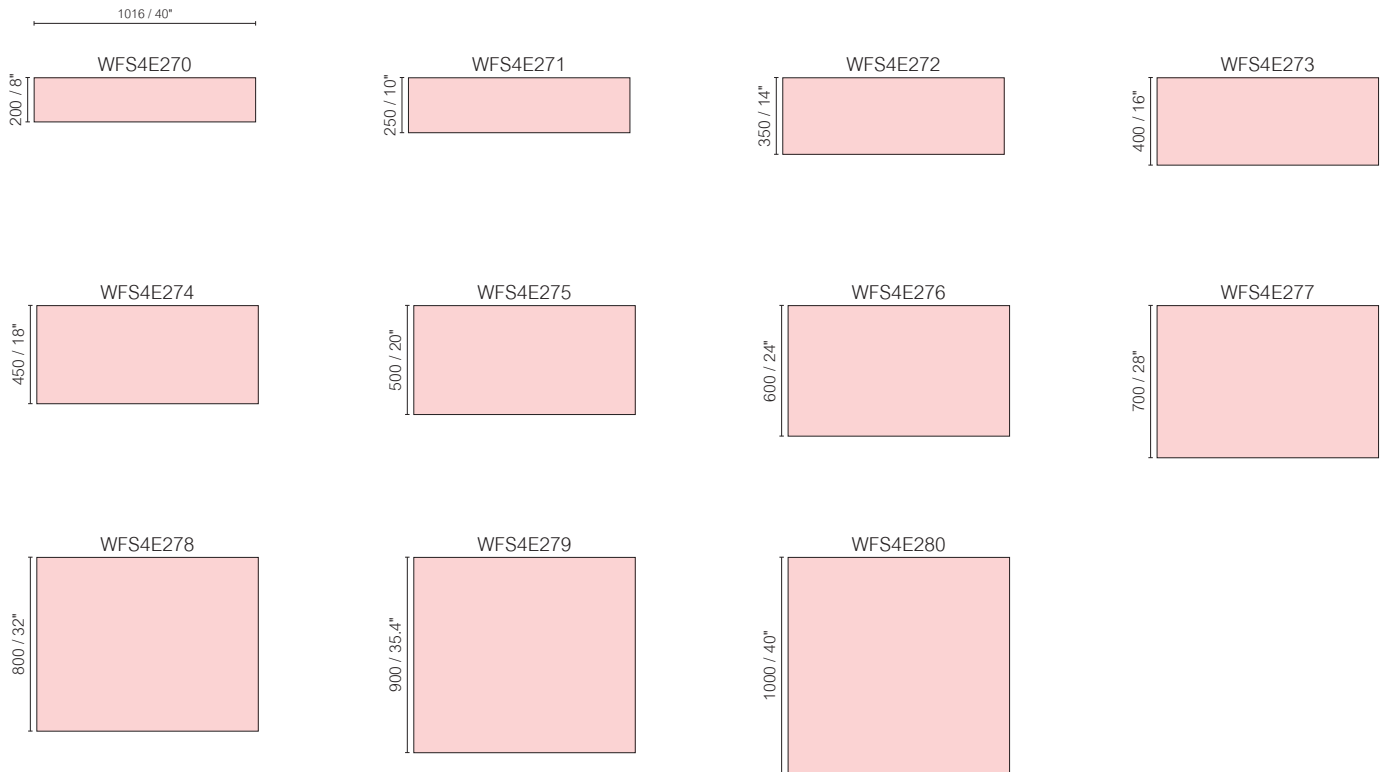 1016 / 40"
WFS4E270
200 / 8"
WFS4E271
250 / 10"
WFS4E272
350 / 14"
WFS4E273
400 / 16"
WFS4E274
450 / 18"
WFS4E275
500 / 20"
WFS4E276
600 / 24"
WFS4E277
700 / 28"
WFS4E278
800 / 32"
WFS4E279
900 / 35.4"
WFS4E280
1000 / 40"